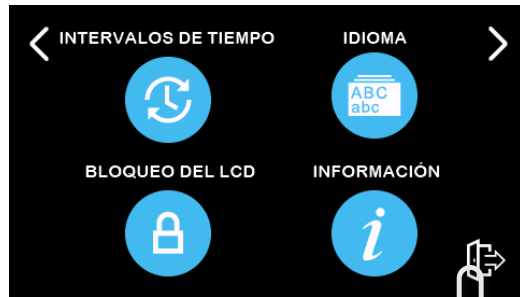 INTERVALOS DE TIEMPO
IDIOMA
ABC
abc
BLOQUEO DEL LCD
INFORMACIÓN
i